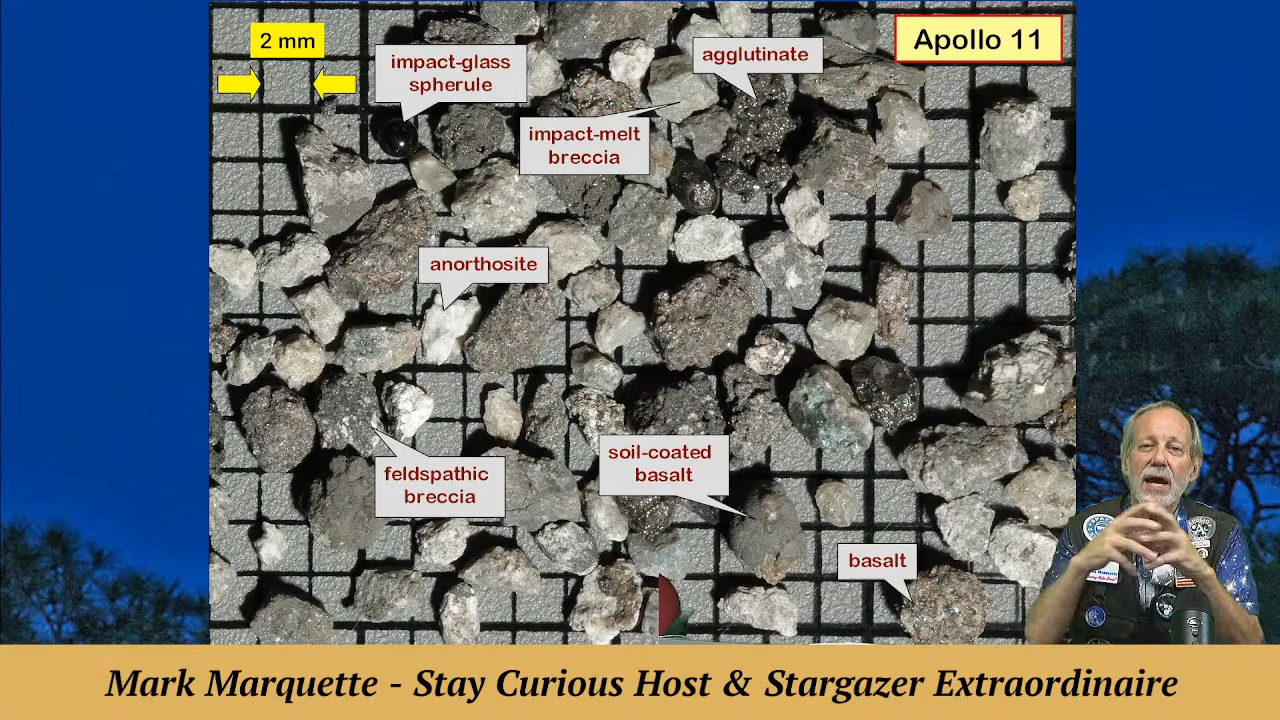 2 mm
Apollo 11
impact-glass
spherule
agglutinate
impact-melt
breccia
anorthosite
feldspathic
breccia
soil-coated
basalt
basalt
Mark Marquette - Stay Curious Host & Stargazer Extraordinaire